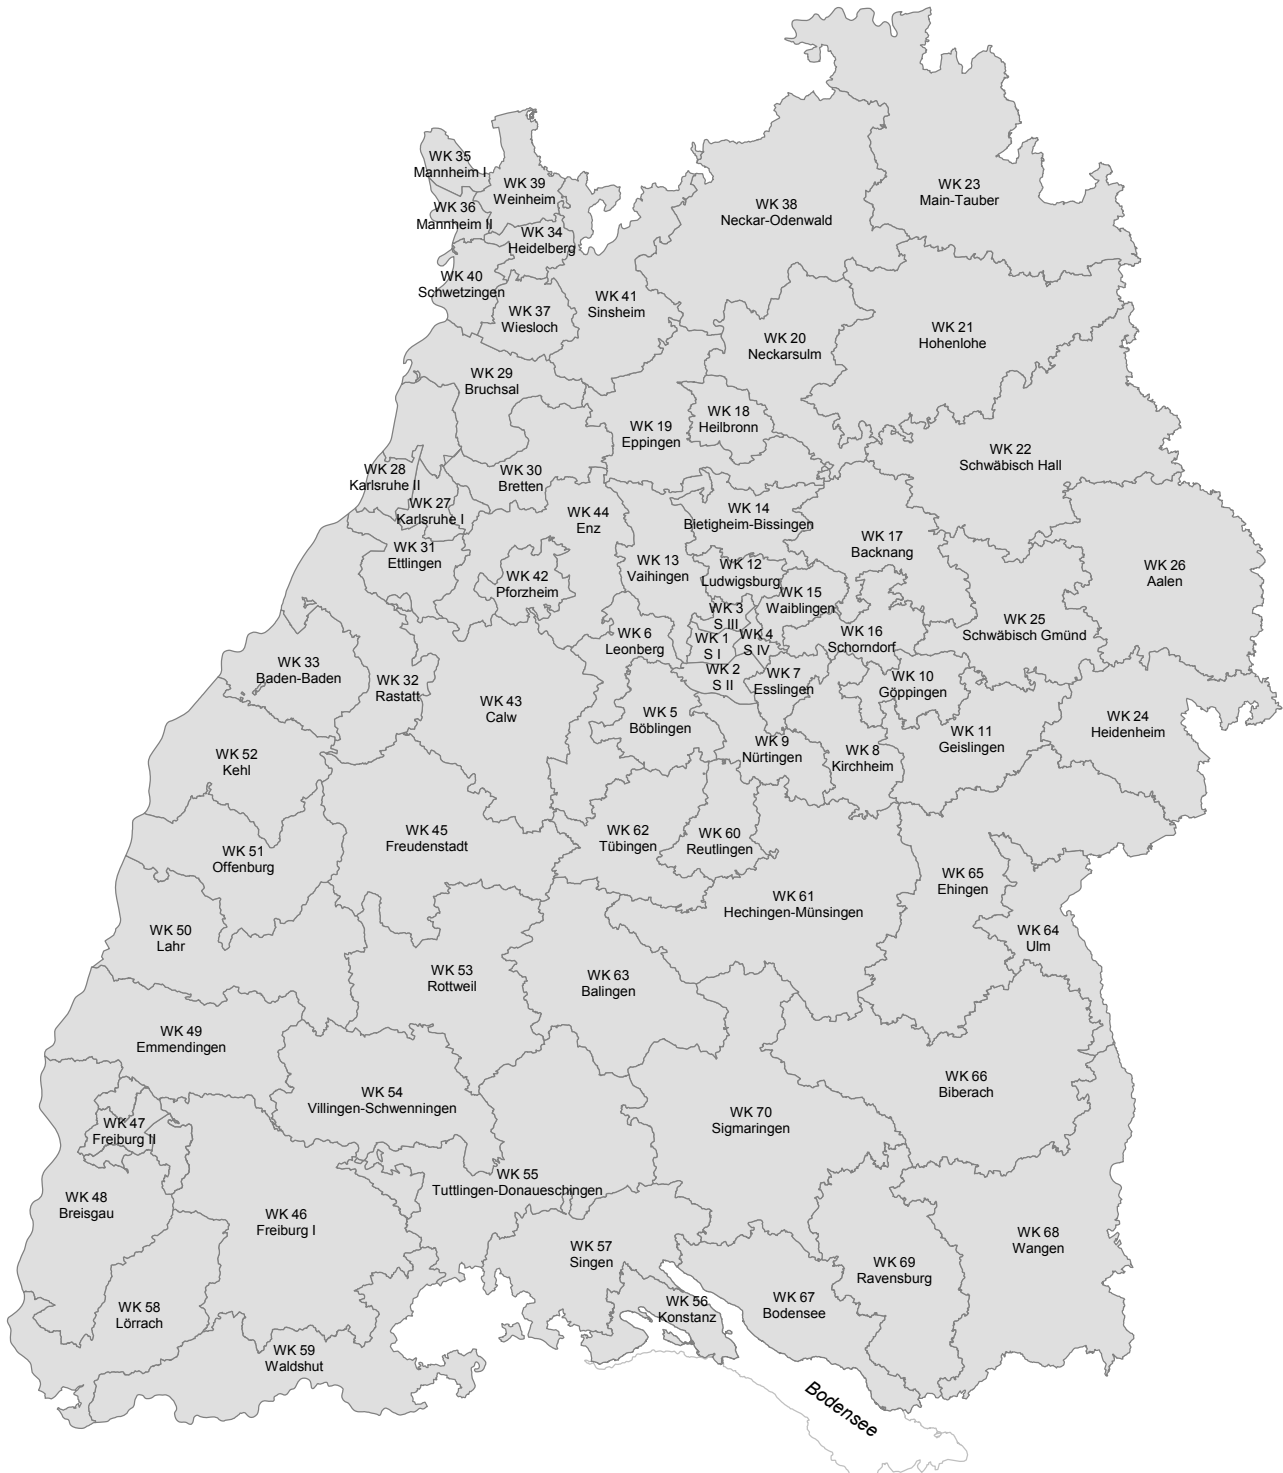 WK 35
Mannheim I
WK 39
Weinheim
WK 23
Main-Tauber
WK 38
Neckar-Odenwald
WK 36
Mannheim II
WK 34
Heidelberg
WK 40
Schwetzingen
WK 41
Sinsheim
WK 37
Wiesloch
WK 21
Hohenlohe
WK 20
Neckarsulm
WK 29
Bruchsal
WK 18
Heilbronn
WK 19
Eppingen
WK 22
Schwäbisch Hall
WK 28
Karlsruhe II
WK 30
Bretten
WK 27
Karlsruhe I
WK 44
Enz
WK 14
Bietigheim-Bissingen
WK 17
Backnang
WK 31
Ettlingen
WK 13
Vaihingen
WK 12
Ludwigsburg
WK 26
Aalen
WK 42
Pforzheim
WK 15
Waiblingen
WK 3
S III
WK 25
Schwäbisch Gmünd
WK 6
Leonberg
WK 1
S I
WK 4
S IV
WK 16
Schorndorf
WK 33
Baden-Baden
WK 32
Rastatt
WK 2
S II
WK 7
Esslingen
WK 10
Göppingen
WK 43
Calw
WK 5
Böblingen
WK 24
Heidenheim
WK 11
Geislingen
WK 9
Nürtingen
WK 8
Kirchheim
WK 52
Kehl
WK 45
Freudenstadt
WK 62
Tübingen
WK 60
Reutlingen
WK 51
Offenburg
WK 65
Ehingen
WK 61
Hechingen-Münsingen
WK 50
Lahr
WK 64
Ulm
WK 53
Rottweil
WK 63
Balingen
WK 49
Emmendingen
WK 66
Biberach
WK 54
Villingen-Schwenningen
WK 70
Sigmaringen
WK 47
Freiburg II
WK 55
Tuttlingen-Donaueschingen
WK 48
Breisgau
WK 46
Freiburg I
WK 68
Wangen
WK 57
Singen
WK 69
Ravensburg
WK 67
Bodensee
WK 56
Konstanz
WK 58
Lörrach
WK 59
Waldshut
Bodensee